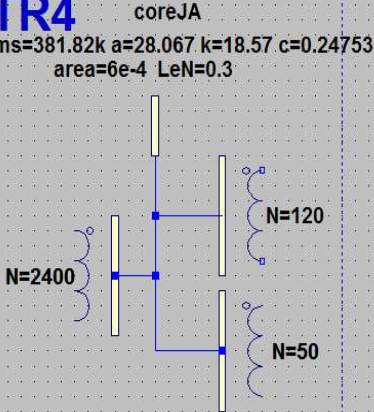 TR4
coreJA
ms=381.82k a=28.067 k=18.57 c=0.24753
area=6e-4 LeN=0.3
N=120
N=2400
N=50